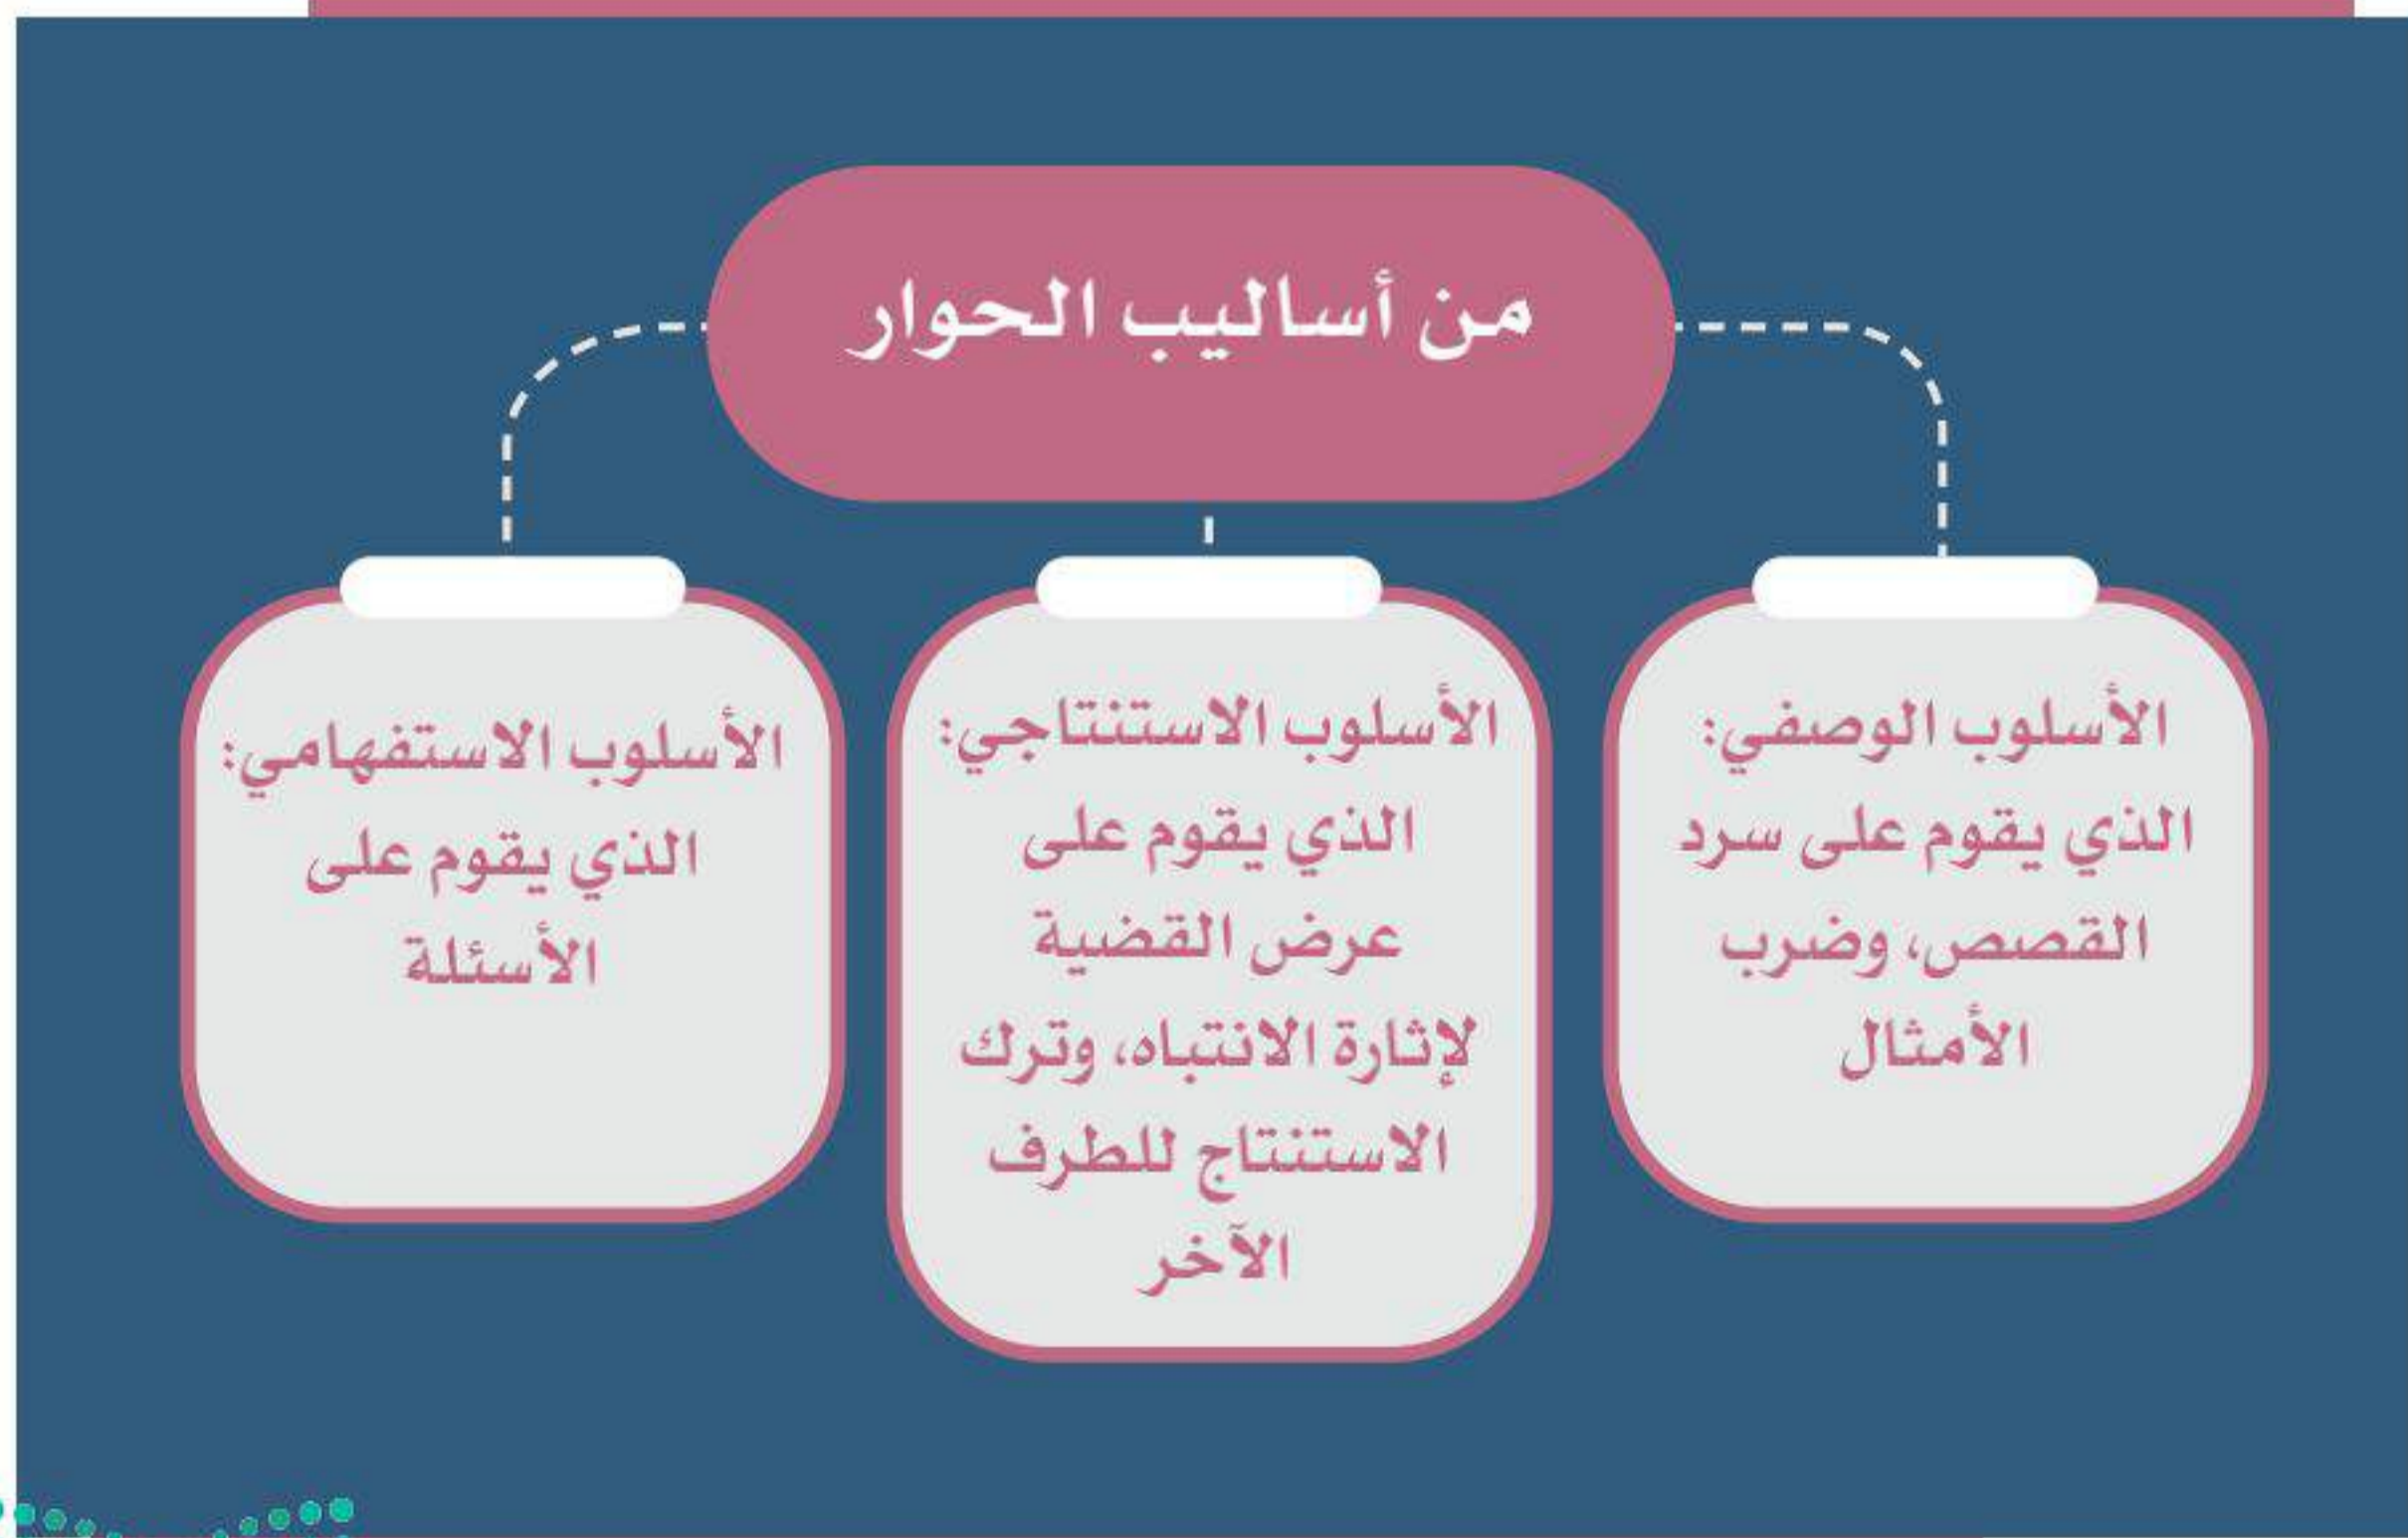 من أساليب الحوار
الأسلوب الوصفي:
الذي يقوم على سرد
القصص، وضرب
الأمثال
الأسلوب الاستنتاجي:
الذي يقوم على
عرض القضية
لإثارة الانتباه، وترك
الاستنتاج للطرف
الآخر
الأسلوب الاستفهامي:
الذي يقوم على
الأسئلة